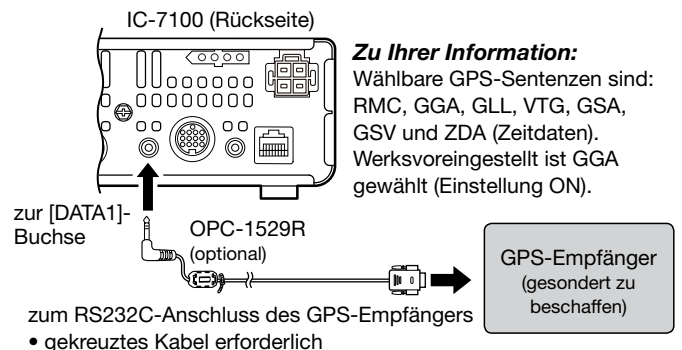 IC-7100 (Rückseite)
Zu Ihrer Information:
Wählbare GPS-Sentenzen sind:
RMC, GGA, GLL, VTG, GSA,
GSV und ZDA (Zeitdaten).
Werksvoreingestellt ist GGA
gewählt (Einstellung ON).
zur [DATA1]-
Buchse
OPC-1529R
(optional)
GPS-Empfänger
(gesondert zu
beschaffen)
zum RS232C-Anschluss des GPS-Empfängers
• gekreuztes Kabel erforderlich